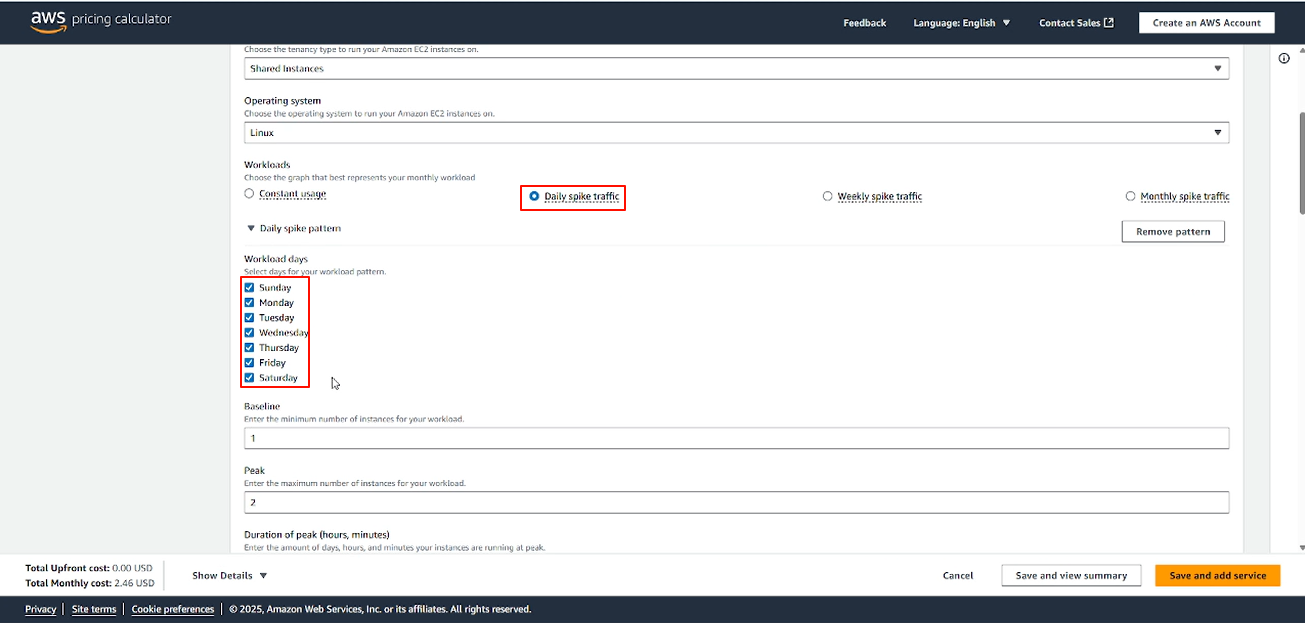 aws pricing calculator
Feedback
Language: English
Contact Sales
Create an AWS Account
Choose the tenancy type to run your Amazon EC2 instances on.
Shared Instances
Operating system
Choose the operating system to run your Amazon EC2 instances on.
Linux
Workloads
Choose the graph that best represents your monthly workload
Constant usage
Daily spike traffic
Weekly spike traffic
Monthly spike traffic
Daily spike pattern
Remove pattern
Workload days
Select days for your workload pattern.
Sunday
Monday
Tuesday
Wednesday
Thursday
Friday
Saturday
Baseline
Enter the minimum number of instances for your workload.
1
Peak
Enter the maximum number of instances for your workload.
2
Duration of peak (hours, minutes)
Enter the amount of days, hours, and minutes your instances are running at peak.
Total Upfront cost: 0.00 USD
Total Monthly cost: 2.46 USD
Show Details
Cancel
Save and view summary
Save and add service
Privacy | Site terms | Cookie preferences | © 2025, Amazon Web Services, Inc. or its affiliates. All rights reserved.